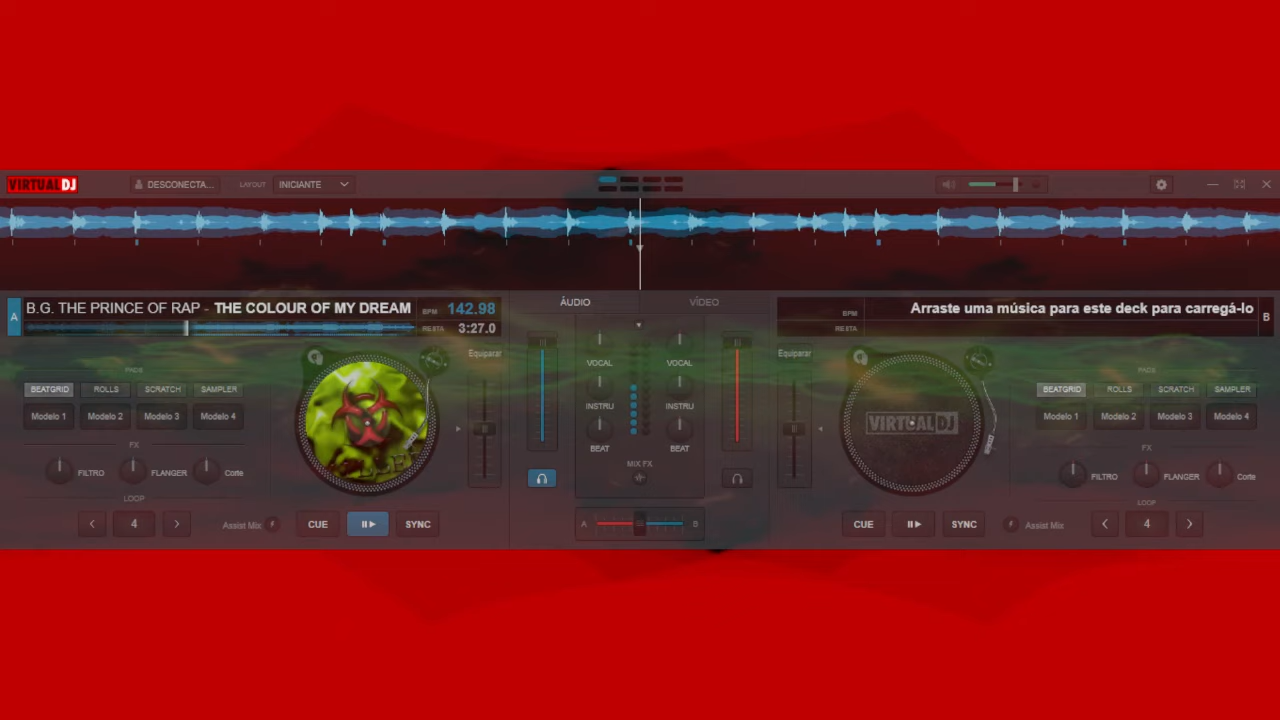 VIRTUAL DJ DESCONECTA... LAYOUT INICIANTE
A B.G. THE PRINCE OF RAP - THE COLOUR OF MY DREAM BPM 142.98
RESTA 3:27.0
ÁUDIO VÍDEO
BPM Arraste uma música para este deck para carregá-lo B
RESTA
Equiparar
PADS
BEATGRID ROLLS SCRATCH SAMPLER
Modelo 1 Modelo 2 Modelo 3 Modelo 4
FX
FILTRO FLANGER Corte
LOOP
4 Assist Mix CUE SYNC
VOCAL VOCAL
INSTRU INSTRU
BEAT BEAT
MIX FX
A B
Equiparar
VIRTUAL DJ
PADS
BEATGRID ROLLS SCRATCH SAMPLER
Modelo 1 Modelo 2 Modelo 3 Modelo 4
FX
FILTRO FLANGER Corte
LOOP
CUE SYNC Assist Mix 4